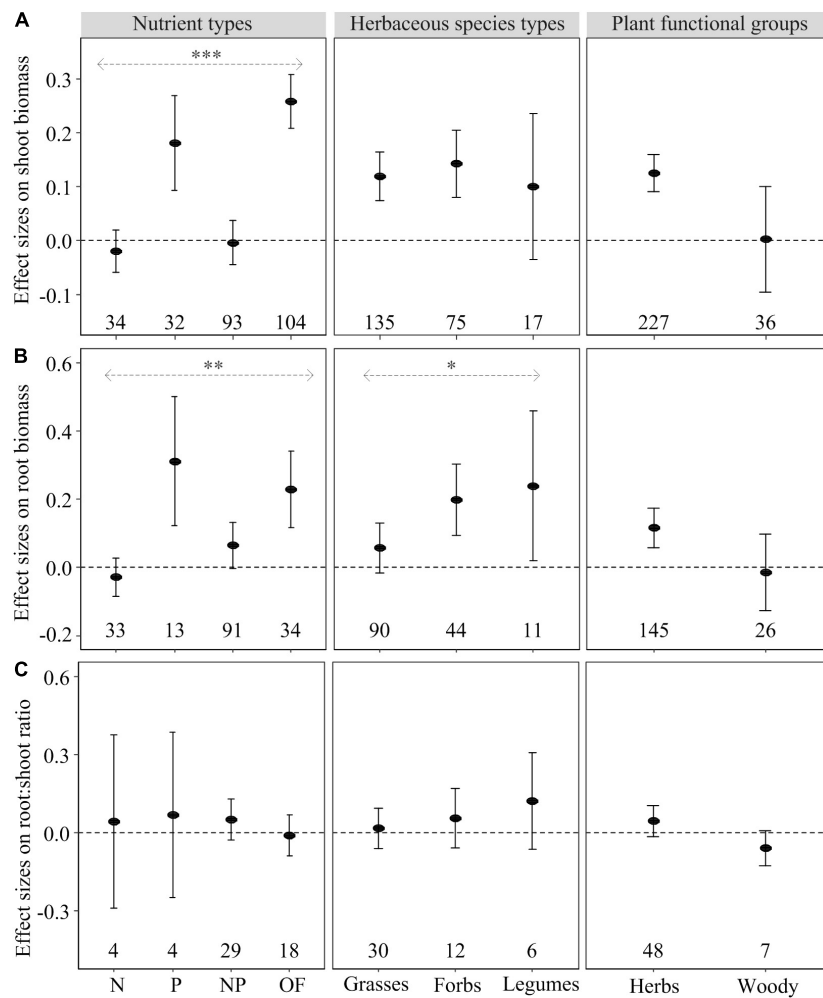 A
Nutrient types
Herbaceous species types
Plant functional groups
Effect sizes on shoot biomass
0.3
0.2
0.1
0.0
-0.1
***
34 32 93 104
135 75 17
227 36
B
Effect sizes on root biomass
0.6
0.4
0.2
0.0
-0.2
**
*
33 13 91 34
90 44 11
145 26
C
Effect sizes on root:shoot ratio
0.6
0.3
0.0
-0.3
4 4 29 18
30 12 6
48 7
N P NP OF
Grasses Forbs Legumes
Herbs Woody